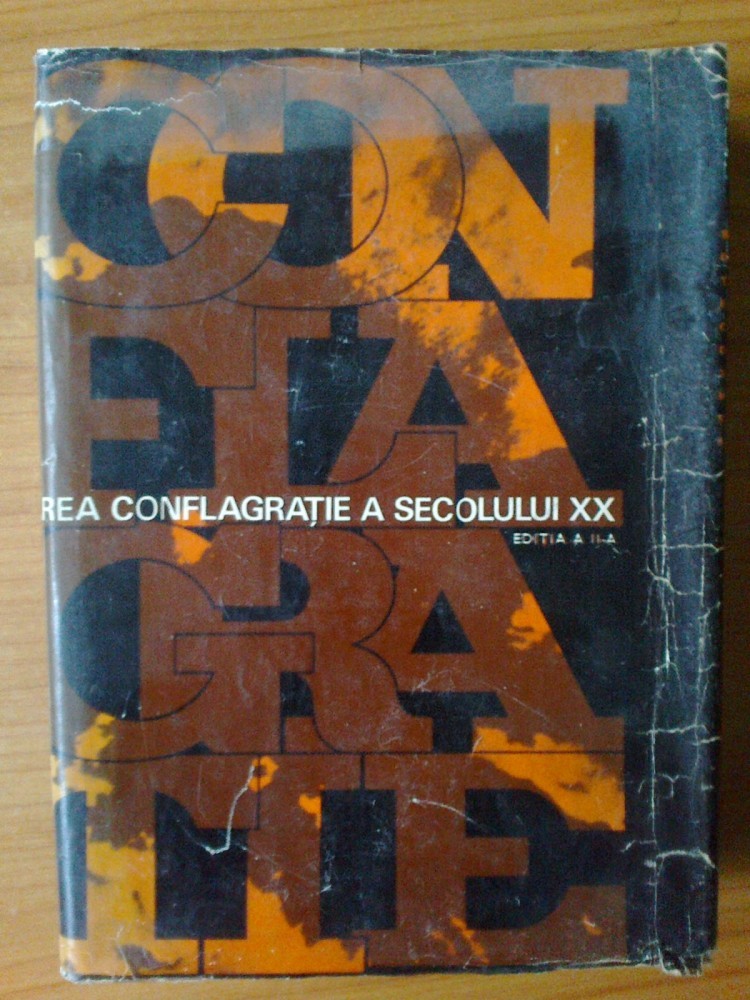 CON
FLA
GRA
ȚIE
REA CONFLAGRAȚIE A SECOLULUI XX
EDIȚIA A II-A